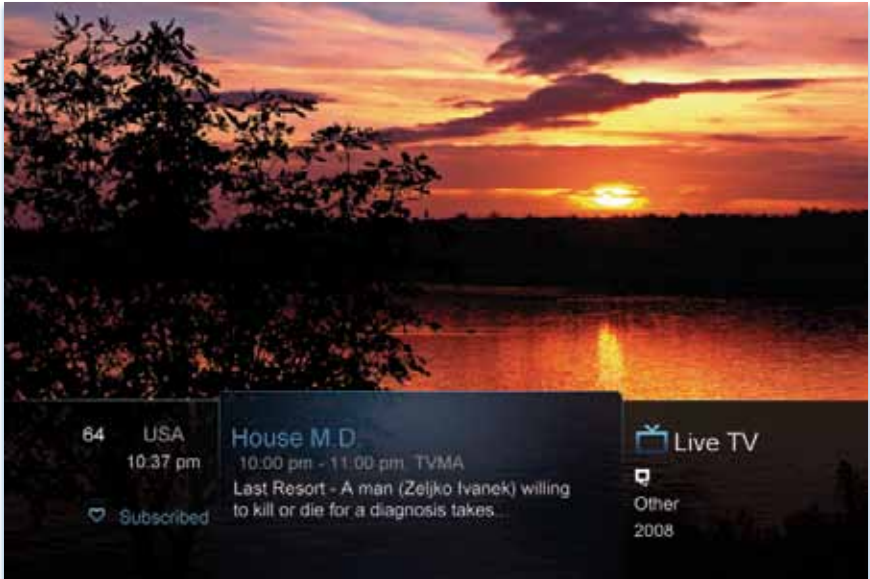 64 USA
10:37 pm
Subscribed
House M.D.
10:00 pm - 11:00 pm TVMA
Last Resort - A man (Zeljko Ivanek) willing
to kill or die for a diagnosis takes...
Live TV
Other
2008